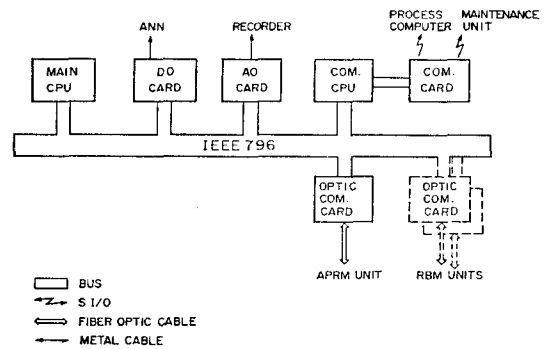 PROCESS
COMPUTER
MAINTENANCE
UNIT
ANN
RECORDER
MAIN
CPU
DO
CARD
AO
CARD
COM.
CPU
COM.
CARD
IEEE 796
OPTIC
COM.
CARD
OPTIC
COM.
CARD
APRM UNIT
RBM UNITS
BUS
S I/O
FIBER OPTIC CABLE
METAL CABLE